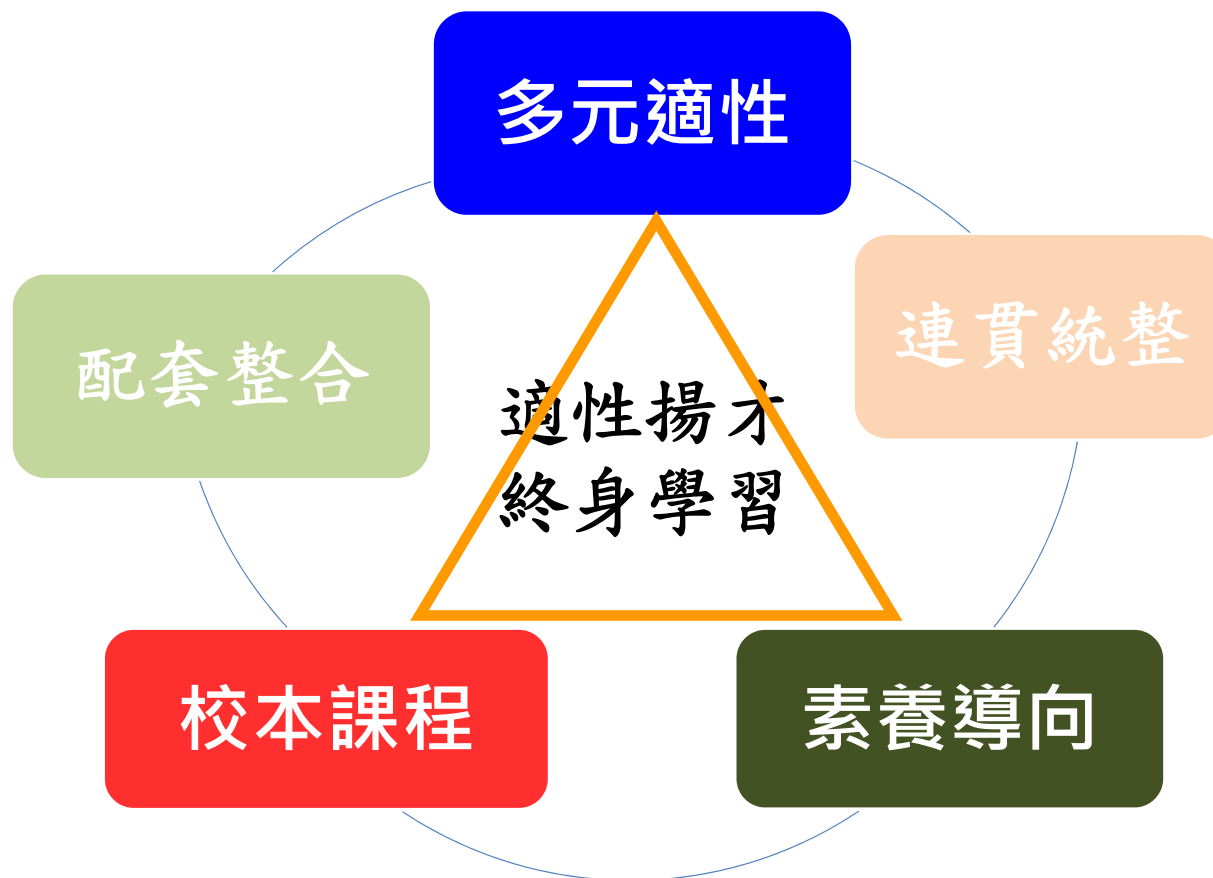 多元適性
連貫統整
配套整合
適性揚才
終身學習
校本課程
素養導向